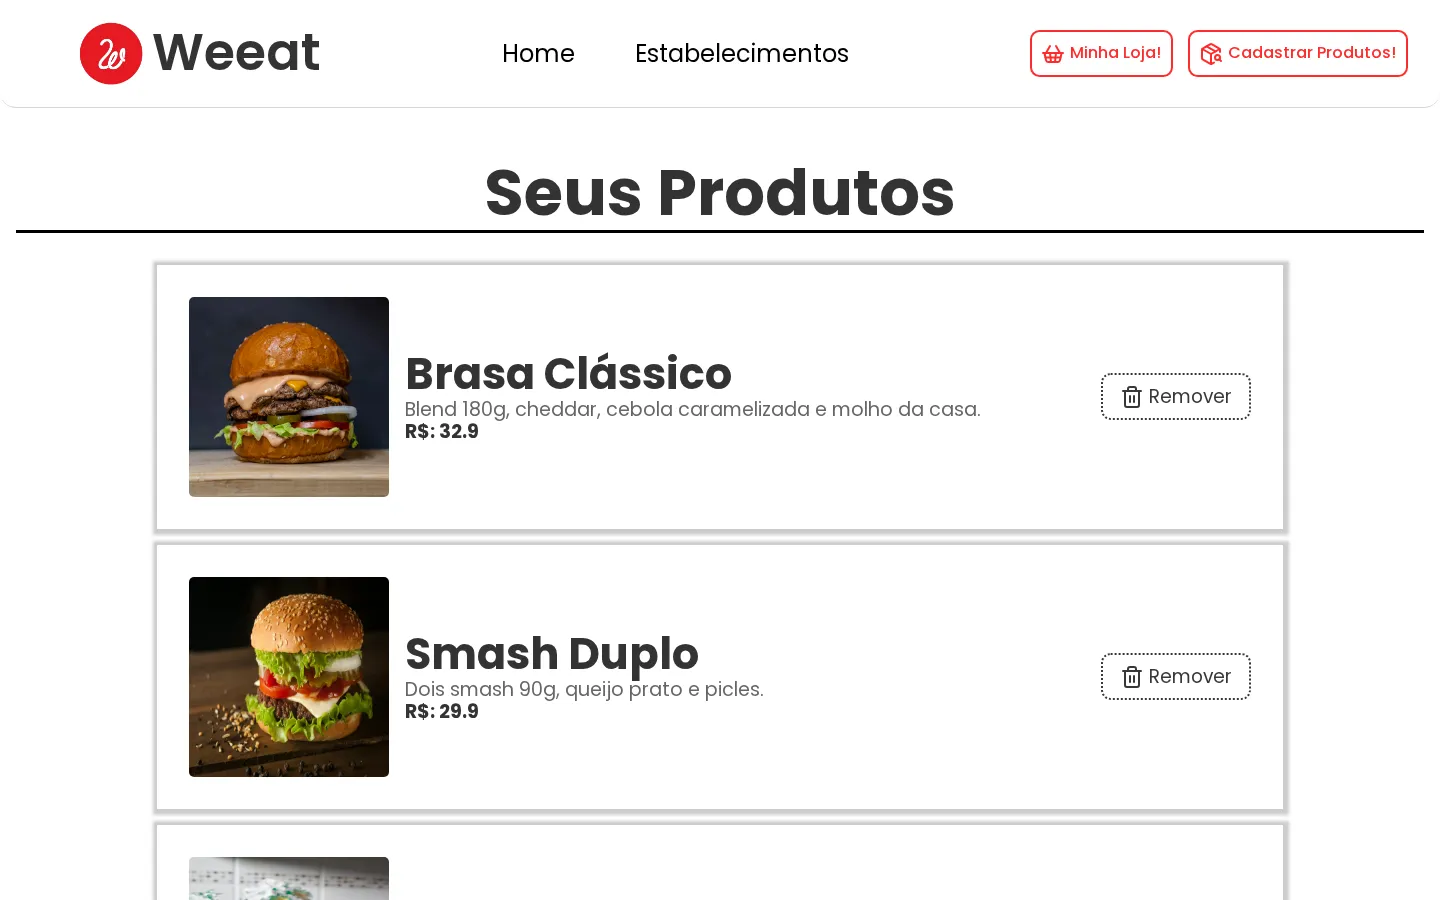 Weeat
Home
Estabelecimentos
Minha Loja!
Cadastrar Produtos!
Seus Produtos
Brasa Clássico
Blend 180g, cheddar, cebola caramelizada e molho da casa.
R$: 32.9
Remover
Smash Duplo
Dois smash 90g, queijo prato e picles.
R$: 29.9
Remover